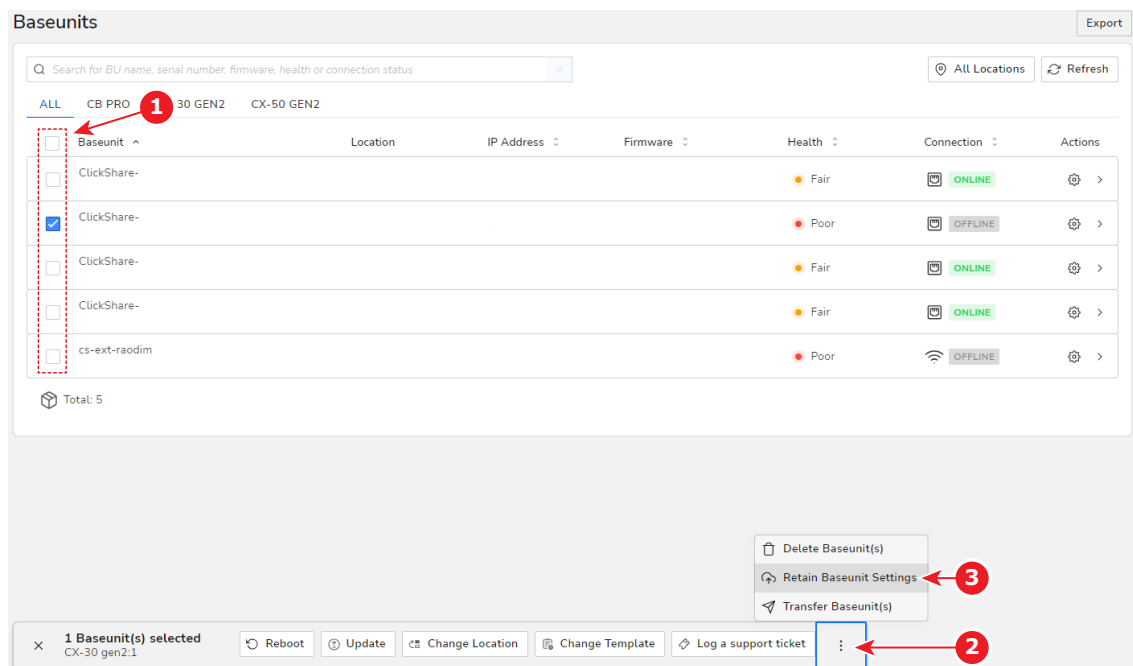 Baseunits
Export
Search for BU name, serial number, firmware, health or connection status
All Locations
Refresh
ALL CB PRO 1 30 GEN2 CX-50 GEN2
Baseunit Location IP Address Firmware Health Connection Actions
ClickShare- Fair ONLINE
ClickShare- Poor OFFLINE
ClickShare- Fair ONLINE
ClickShare- Fair ONLINE
cs-ext-raodim Poor OFFLINE
Total: 5
Delete Baseunit(s)
Retain Baseunit Settings 3
Transfer Baseunit(s)
1 Baseunit(s) selected
CX-30 gen2:1
Reboot Update Change Location Change Template Log a support ticket 2